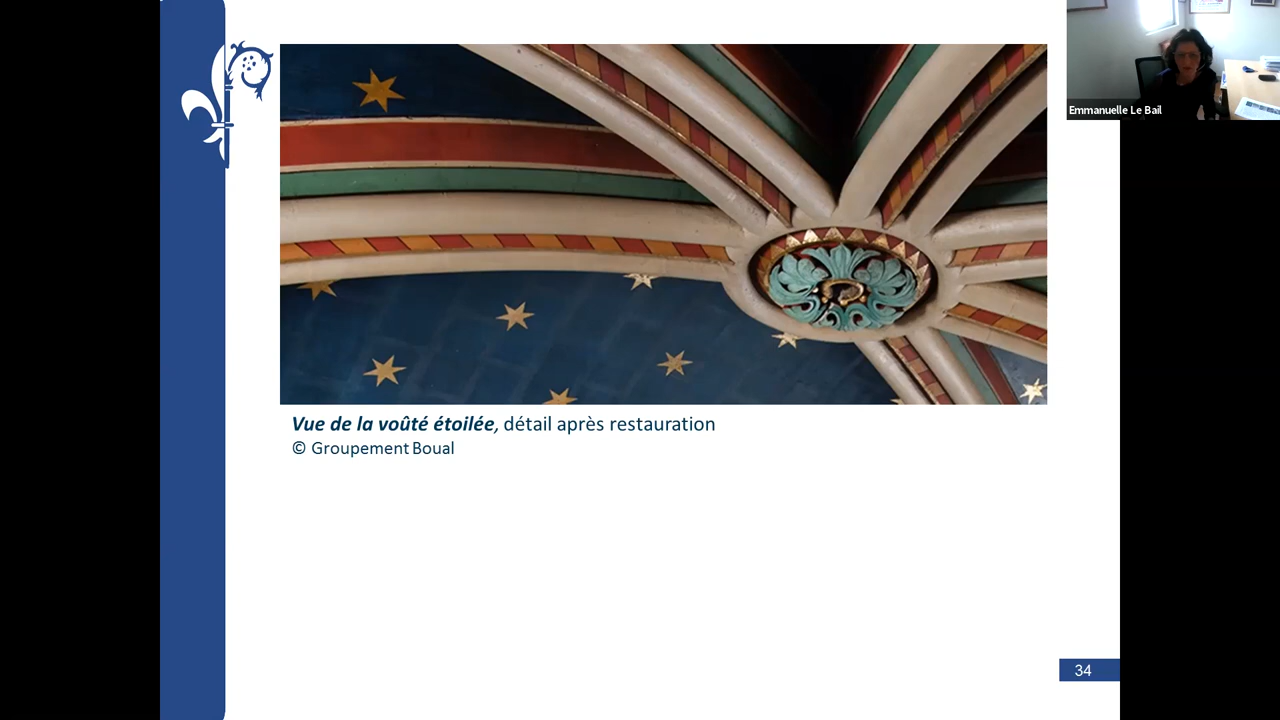 Emmanuelle Le Bail
Vue de la voûté étoilée, détail après restauration
© Groupement Boual
34